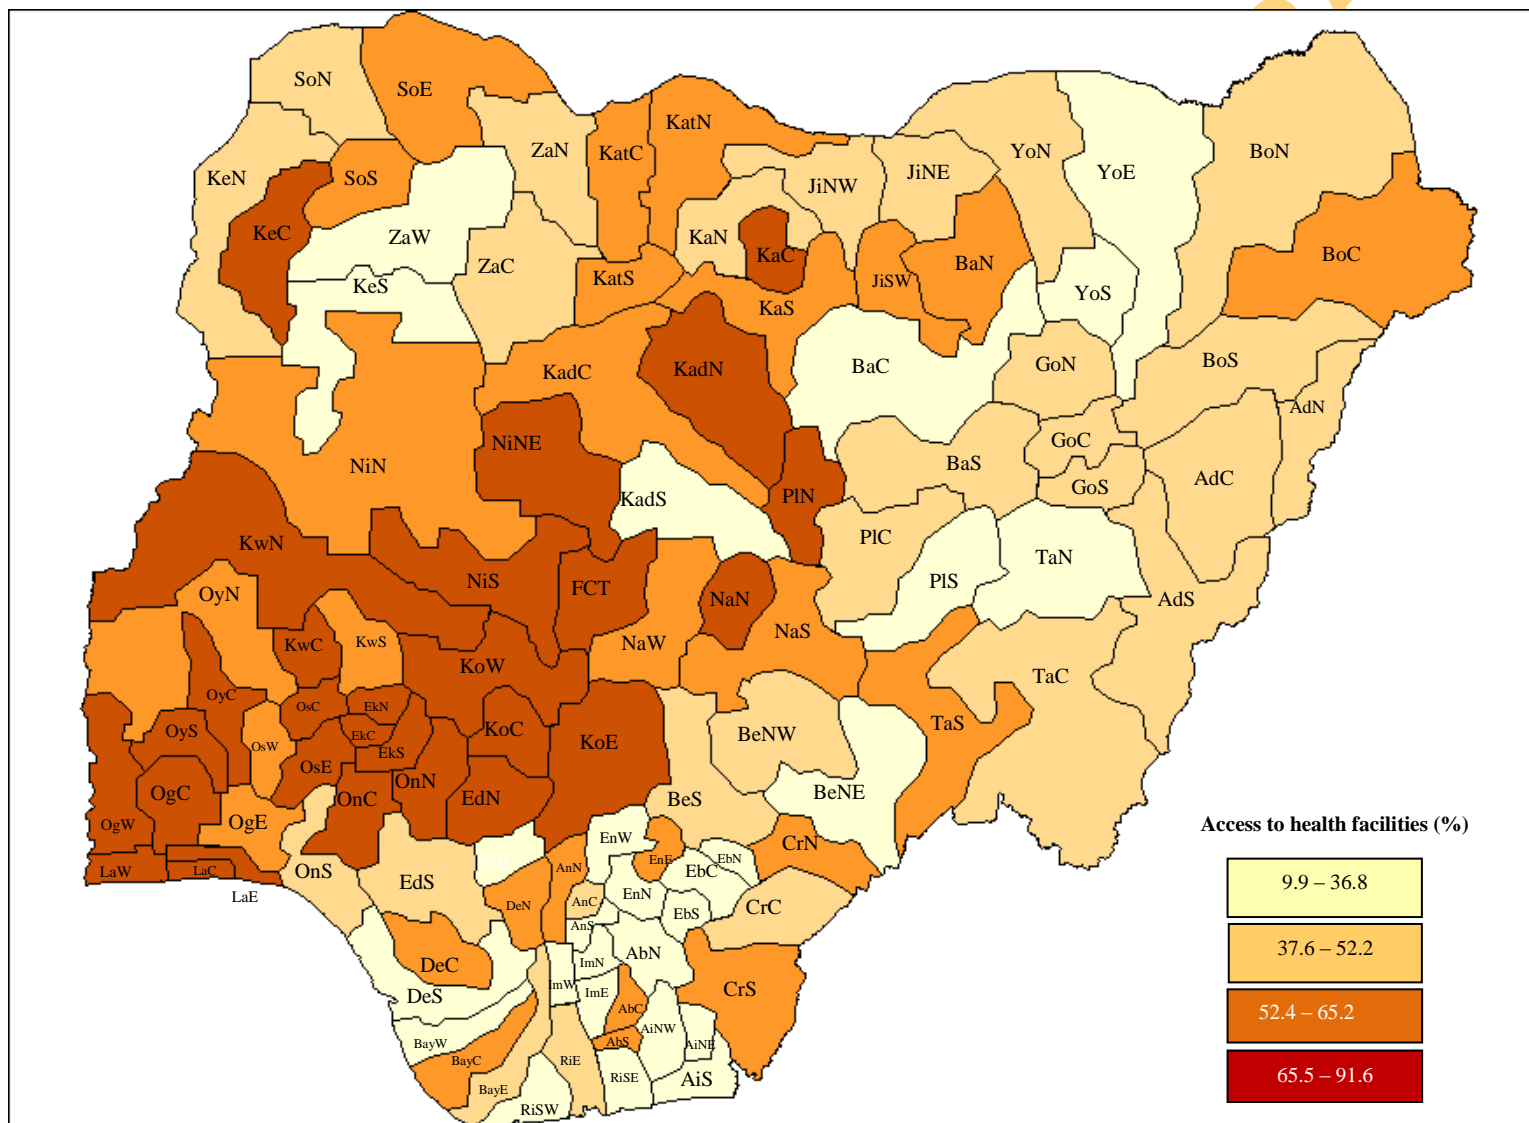 SoN
SoE
KatN
ZaN
KatC
YoN
BoN
KeN
SoS
JiNW
JiNE
YoE
KeC
ZaW
KaN
KaC
BoC
ZaC
BaN
KeS
KatS
JiSW
YoS
KaS
BoS
KadC
KadN
BaC
GoN
AdN
NiNE
GoC
NiN
BaS
AdC
KadS
PlN
GoS
KwN
PlC
TaN
NiS
FCT
PlS
OyN
NaN
AdS
KwC
KwS
NaW
NaS
KoW
TaC
OyC
OsC
EkN
OyS
KoC
TaS
EkC
BeNW
OsW
EkS
KoE
OsE
OnN
OgC
OnC
EdN
BeNE
BeS
OgW
OgE
Access to health facilities (%)
EnW
CrN
EnE
EbN
LaW
LaC
OnS
AnN
EbC
9.9 – 36.8
LaE
EdS
DeN
AnC
EnN
CrC
EbS
AnS
37.6 – 52.2
DeC
ImN
AbN
ImW
ImE
CrS
DeS
AbC
52.4 – 65.2
AiNW
BayW
AbS
AiNE
BayC
RiE
65.5 – 91.6
BayE
RiSE
AiS
RiSW